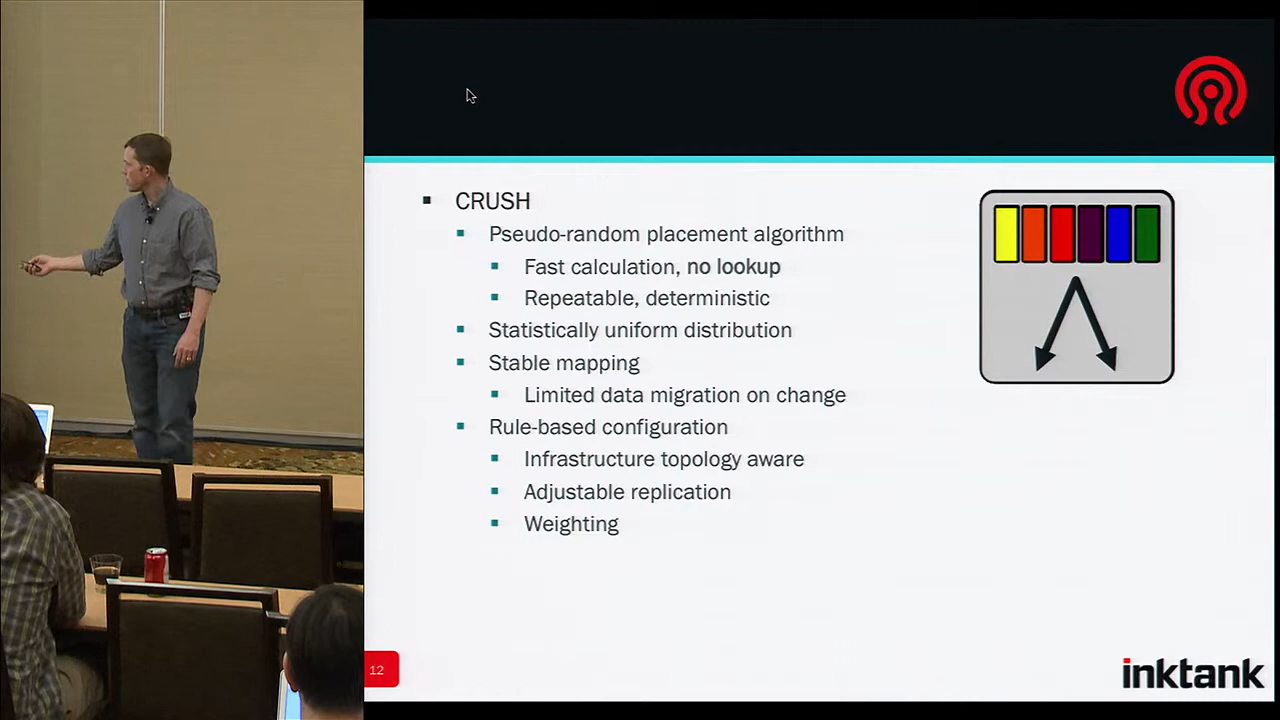 CRUSH
Pseudo-random placement algorithm
Fast calculation, no lookup
Repeatable, deterministic
Statistically uniform distribution
Stable mapping
Limited data migration on change
Rule-based configuration
Infrastructure topology aware
Adjustable replication
Weighting
12
inktank